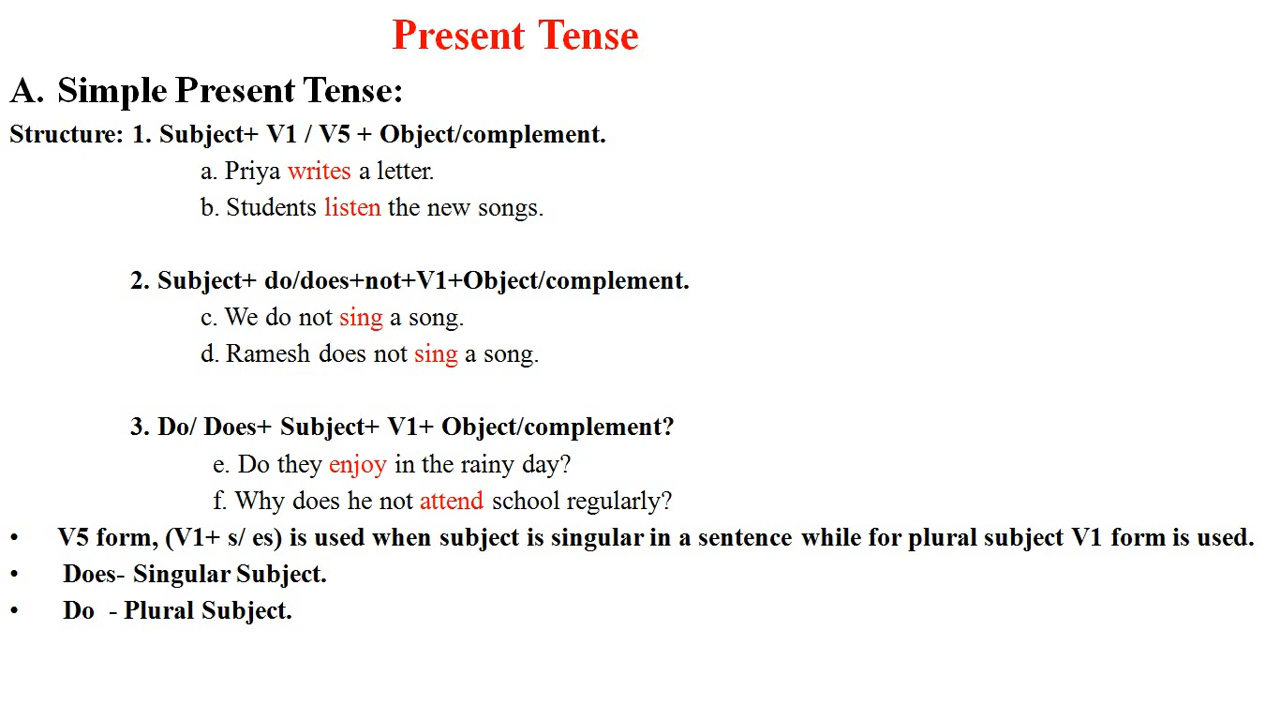 Present Tense
A. Simple Present Tense:
Structure: 1. Subject+ V1 / V5 + Object/complement.
a. Priya writes a letter.
b. Students listen the new songs.
2. Subject+ do/does+not+V1+Object/complement.
c. We do not sing a song.
d. Ramesh does not sing a song.
3. Do/ Does+ Subject+ V1+ Object/complement?
e. Do they enjoy in the rainy day?
f. Why does he not attend school regularly?
• V5 form, (V1+ s/ es) is used when subject is singular in a sentence while for plural subject V1 form is used.
• Does- Singular Subject.
• Do - Plural Subject.